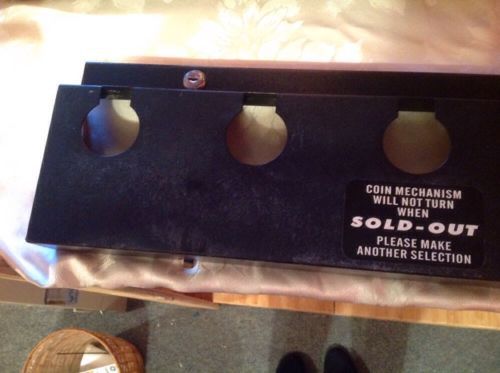 COIN MECHANISM
WILL NOT TURN
WHEN
SOLD-OUT
PLEASE MAKE
ANOTHER SELECTION